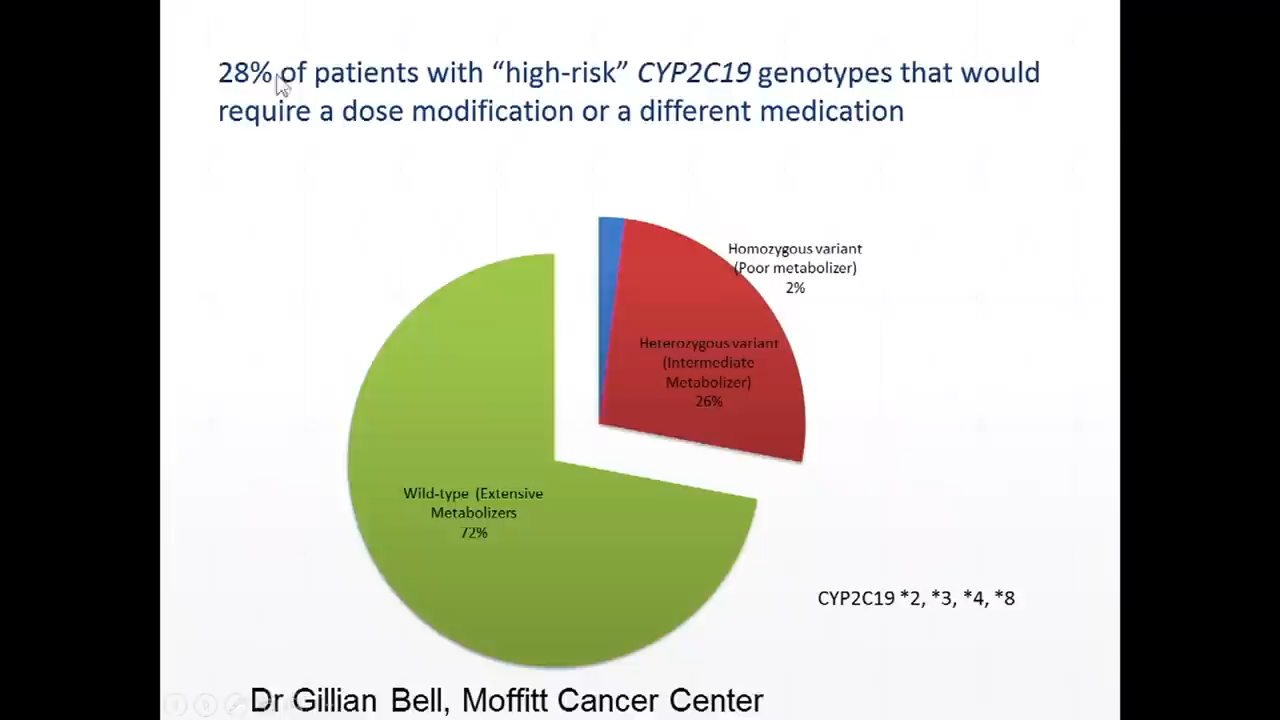 28% of patients with “high-risk” CYP2C19 genotypes that would
require a dose modification or a different medication
Homozygous variant
(Poor metabolizer)
2%
Heterozygous variant
(Intermediate
Metabolizer)
26%
Wild-type (Extensive
Metabolizers
72%
CYP2C19 *2, *3, *4, *8
Dr Gillian Bell, Moffitt Cancer Center